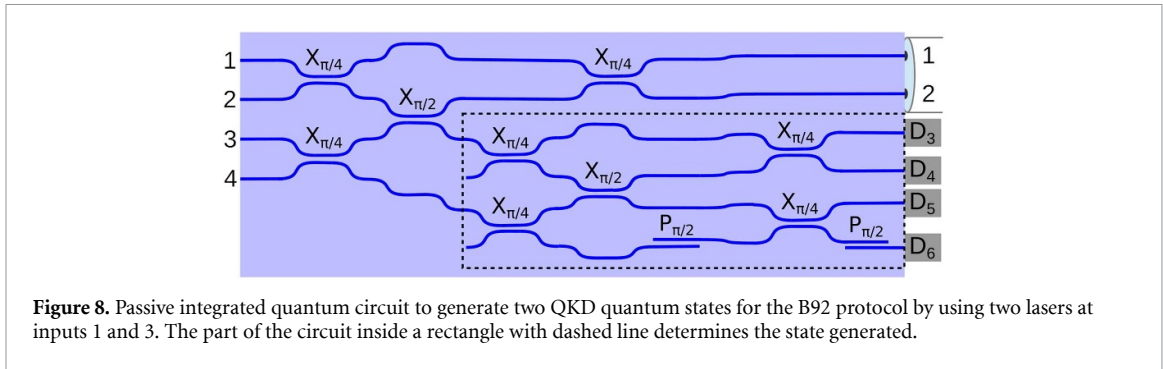 1
X_{π/4}
X_{π/4}
1
2
X_{π/2}
2
3
X_{π/4}
X_{π/4}
X_{π/4}
D_3
4
X_{π/2}
D_4
X_{π/4}
X_{π/4}
D_5
P_{π/2}
P_{π/2}
D_6
Figure 8. Passive integrated quantum circuit to generate two QKD quantum states for the B92 protocol by using two lasers at
inputs 1 and 3. The part of the circuit inside a rectangle with dashed line determines the state generated.